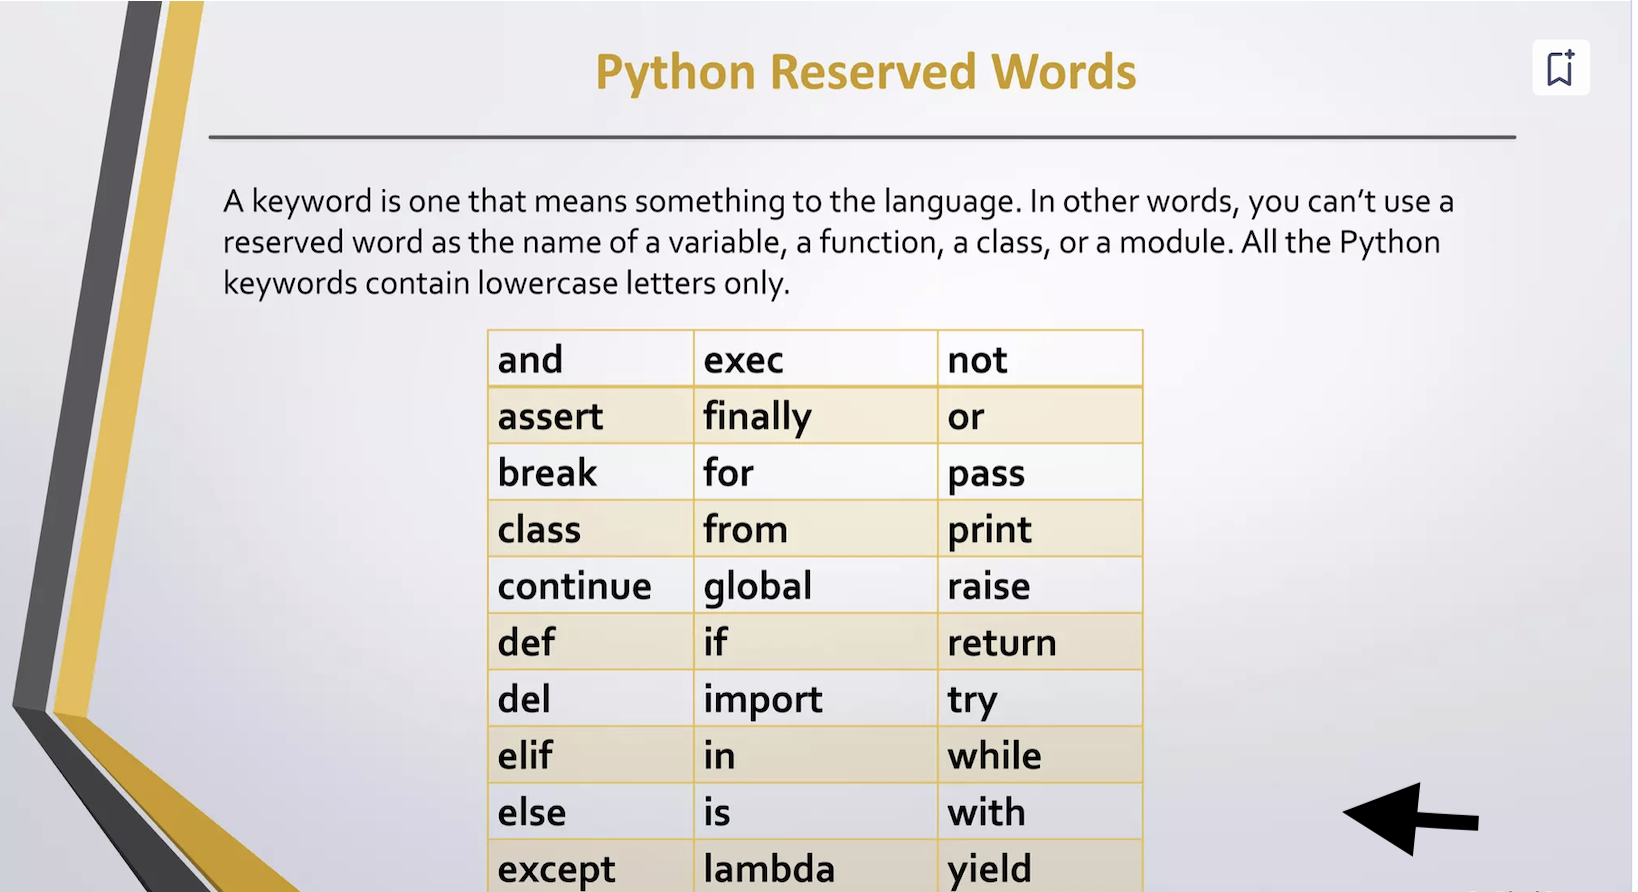 Python Reserved Words
A keyword is one that means something to the language. In other words, you can’t use a
reserved word as the name of a variable, a function, a class, or a module. All the Python
keywords contain lowercase letters only.
and exec not
assert finally or
break for pass
class from print
continue global raise
def if return
del import try
elif in while
else is with
except lambda yield